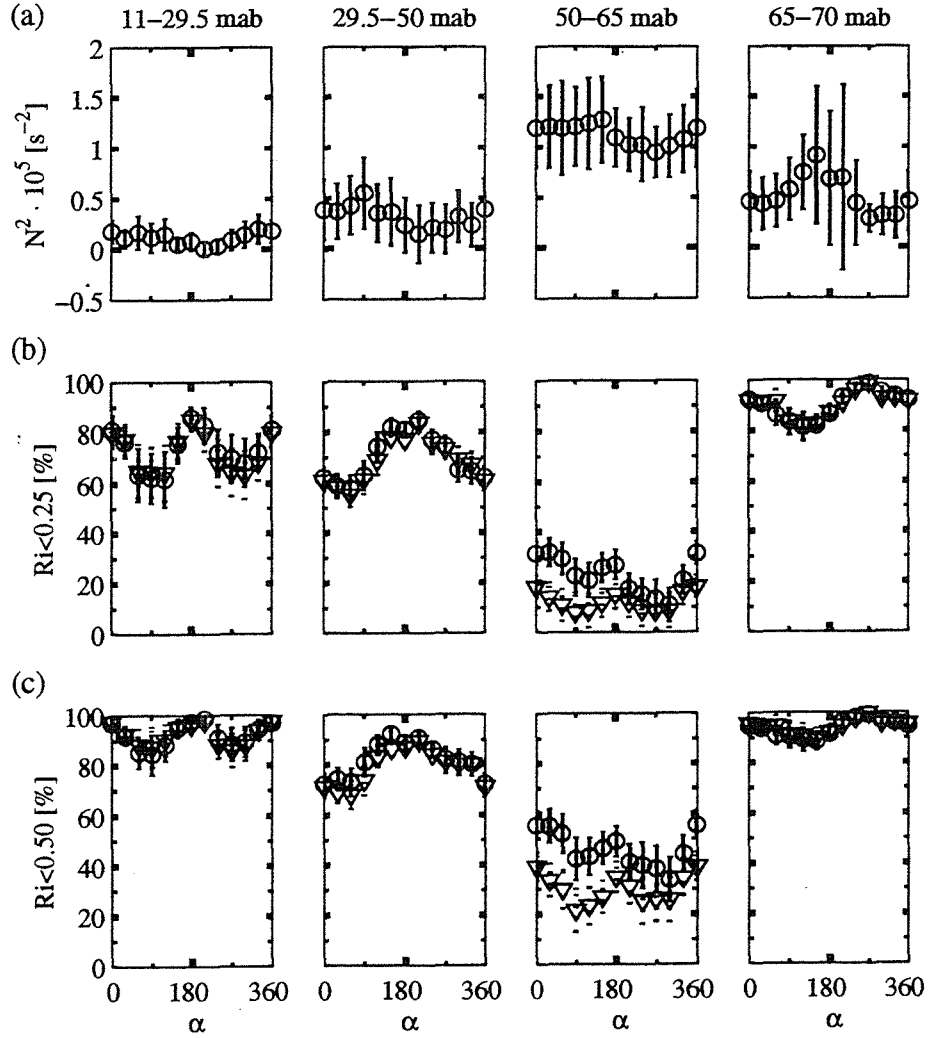 (a) 11–29.5 mab 29.5–50 mab 50–65 mab 65–70 mab
N² · 10⁵ [s⁻²]
2
1.5
1
0.5
0
−0.5
(b)
Ri<0.25 [%]
100
80
60
40
20
0
(c)
Ri<0.50 [%]
100
80
60
40
20
0
0 180 360 0 180 360 0 180 360 0 180 360
α α α α